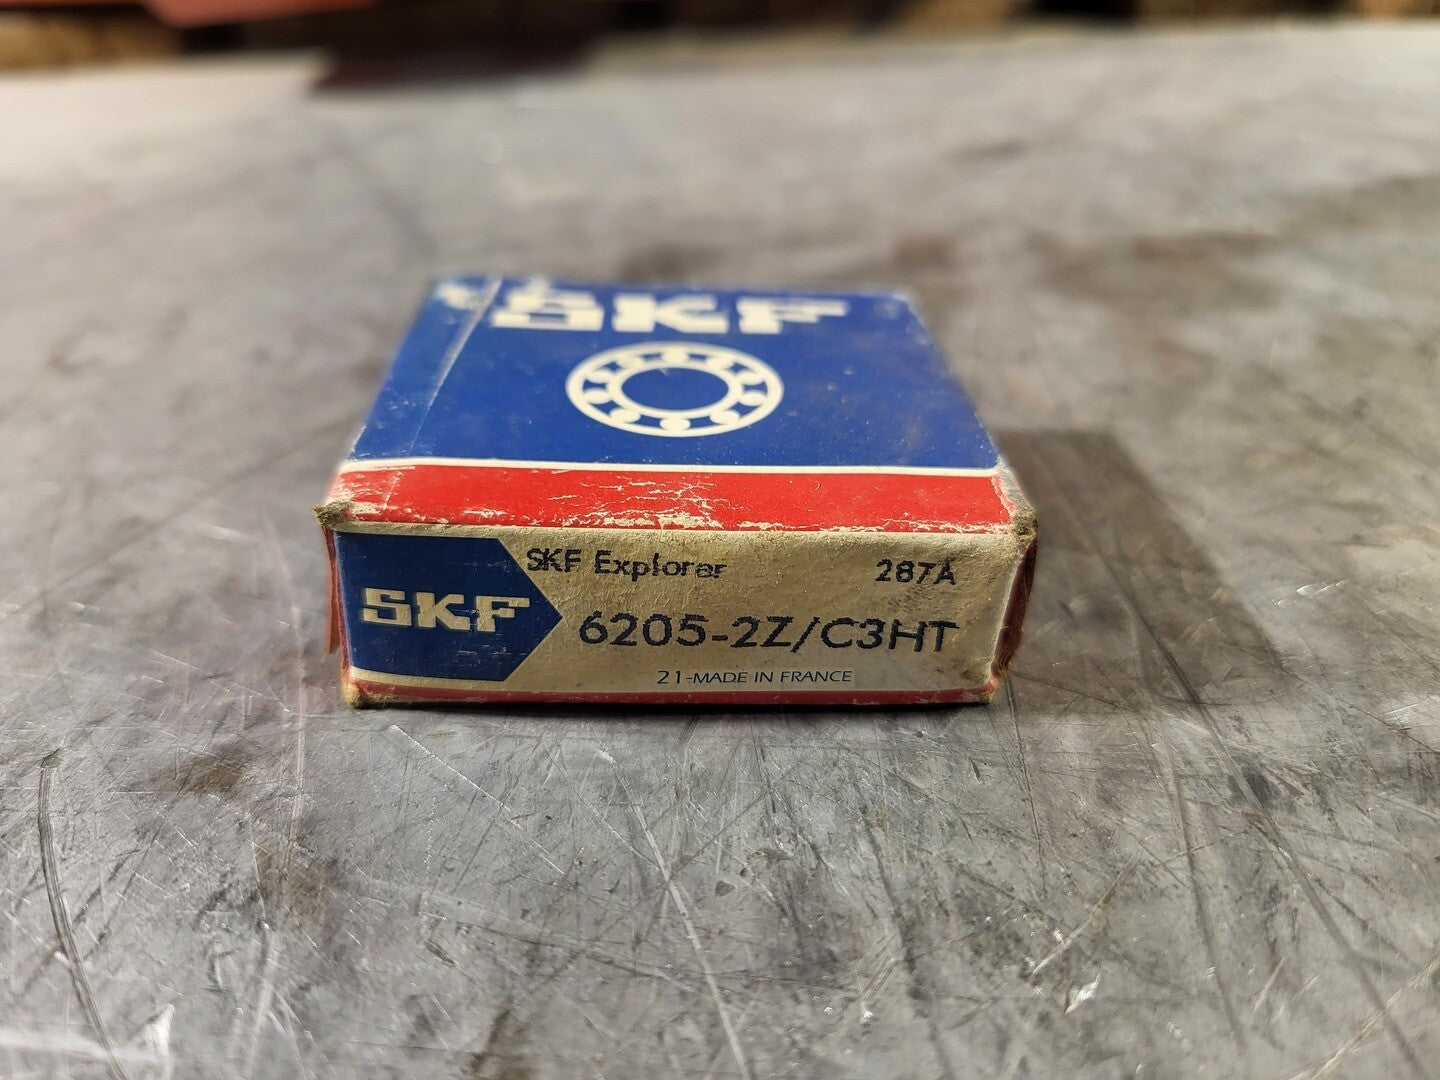 SKF
SKF Explorer 287A
SKF
6205-2Z/C3HT
21-MADE IN FRANCE